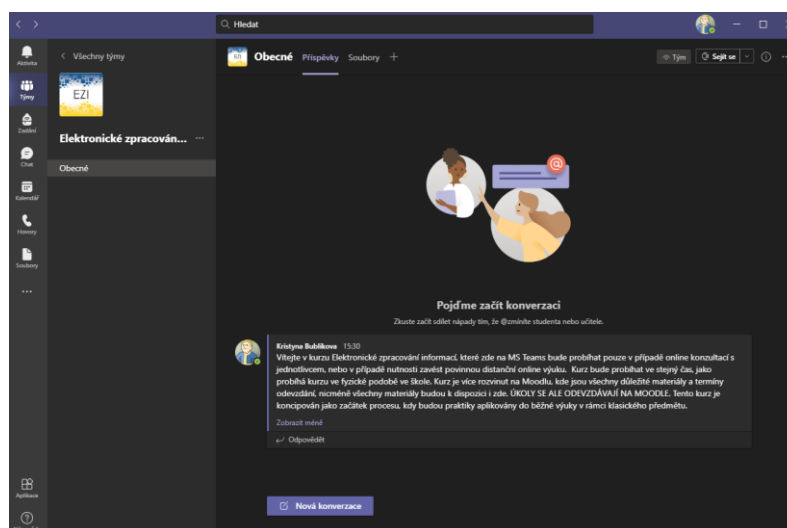 Hledat
Aktivita
Týmy
Zadání
Chat
Kalendář
Hovory
Soubory
Aplikace
Všechny týmy
EZI
Elektronické zpracován...
Obecné
EZI
Obecné Příspěvky Soubory
Tým
Sejít se
Pojďme začít konverzaci
Zkuste začít sdílet nápady tím, že @zmíníte studenta nebo učitele.
Kristyna Bublikova 15:30
Vítejte v kurzu Elektronické zpracování informací, které zde na MS Teams bude probíhat pouze v případě online konzultací s
jednotlivcem, nebo v případě nutnosti zavést povinnou distanční online výuku. Kurz bude probíhat ve stejný čas, jako
probíhá kurzu ve fyzické podobě ve škole. Kurz je více rozvinut na Moodlu, kde jsou všechny důležité materiály a termíny
odevzdání, nicméně všechny materiály budou k dispozici i zde. ÚKOLY SE ALE ODEVZDÁVAJÍ NA MOODLE. Tento kurz je
koncipován jako začátek procesu, kdy budou praktiky aplikovány do běžné výuky v rámci klasického předmětu.
Zobrazit méně
Odpovědět
Nová konverzace